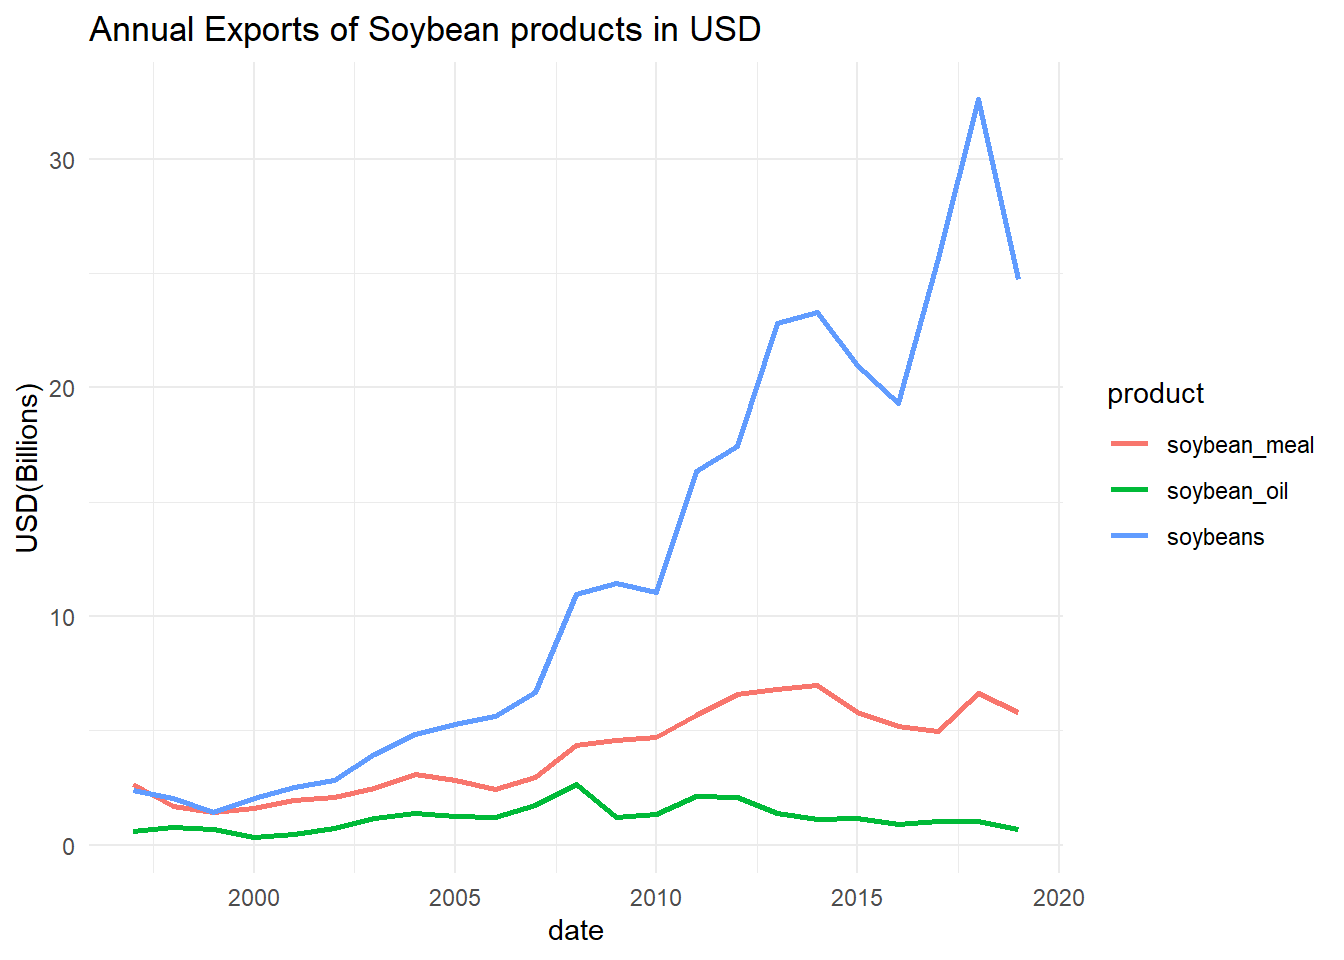 Annual Exports of Soybean products in USD
USD(Billions)
30
20
10
0
2000
2005
2010
2015
2020
date
product
soybean_meal
soybean_oil
soybeans